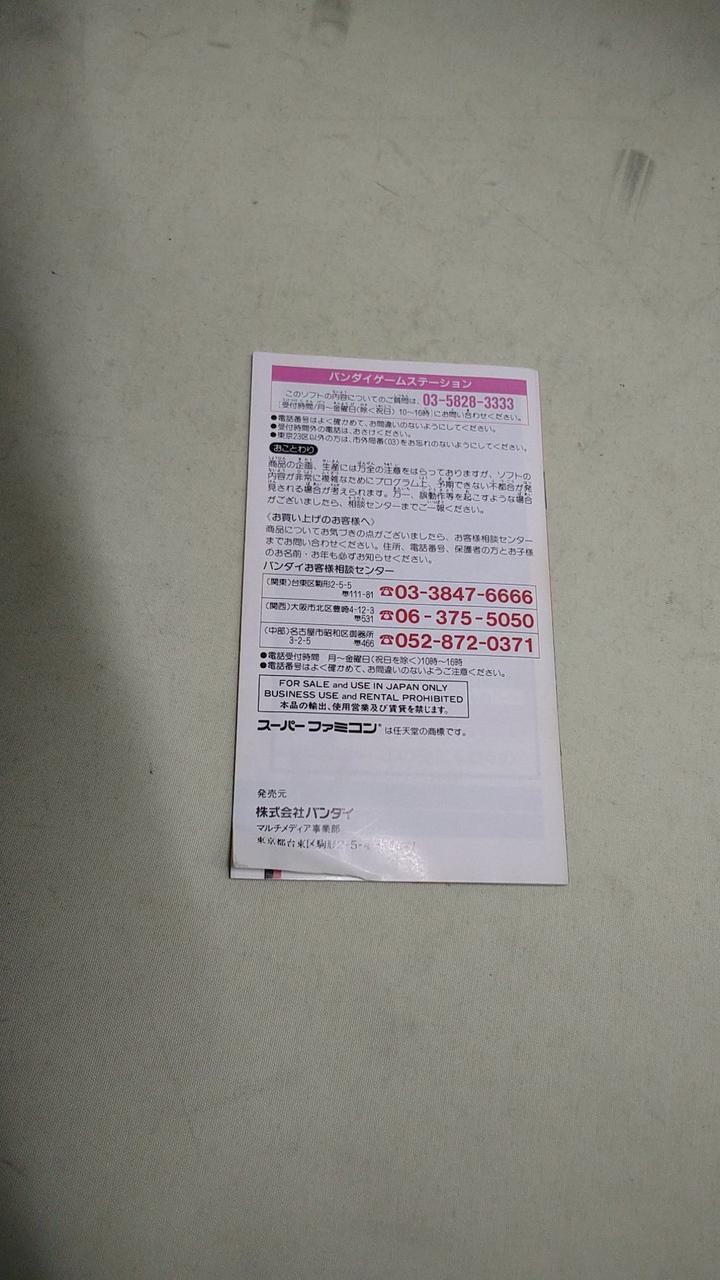 バンダイゲームステーション
このソフトの内容についてのご質問は、03-5828-3333
[受付時間/月〜金曜日(除く祝日) 10〜16時]にお問い合わせください。
●電話番号はよく確かめて、お間違いのないようにしてください。
●受付時間外の電話は、おさけください。
●東京23区以外の方は、市外局番(03)をお忘れのないようにしてください。
おことわり
商品の企画、生産には万全の注意をはらっておりますが、ソフトの
内容が非常に複雑なためにプログラム上、予期できない不都合が発
見される場合が考えられます。万一、誤動作等を起こすような場合
がございましたら、相談センターまでご一報ください。
〈お買い上げのお客様へ〉
商品についてお気づきの点がございましたら、お客様相談センター
までお問い合わせください。住所、電話番号、保護者の方とお子様
のお名前・お年も必ずお知らせください。
バンダイお客様相談センター
(関東)台東区駒形2-5-5
〒111-81 ☎03-3847-6666
(関西)大阪市北区豊崎4-12-3
〒531 ☎06-375-5050
(中部)名古屋市昭和区御器所
3-2-5 〒466 ☎052-872-0371
●電話受付時間 月〜金曜日(祝日を除く)10時〜16時
●電話番号はよく確かめて、お間違いのないようご注意ください。
FOR SALE and USE IN JAPAN ONLY
BUSINESS USE and RENTAL PROHIBITED
本品の輸出、使用営業及び賃貸を禁じます。
スーパーファミコン®は任天堂の商標です。
発売元
株式会社バンダイ
マルチメディア事業部
東京都台東区駒形2-5-4